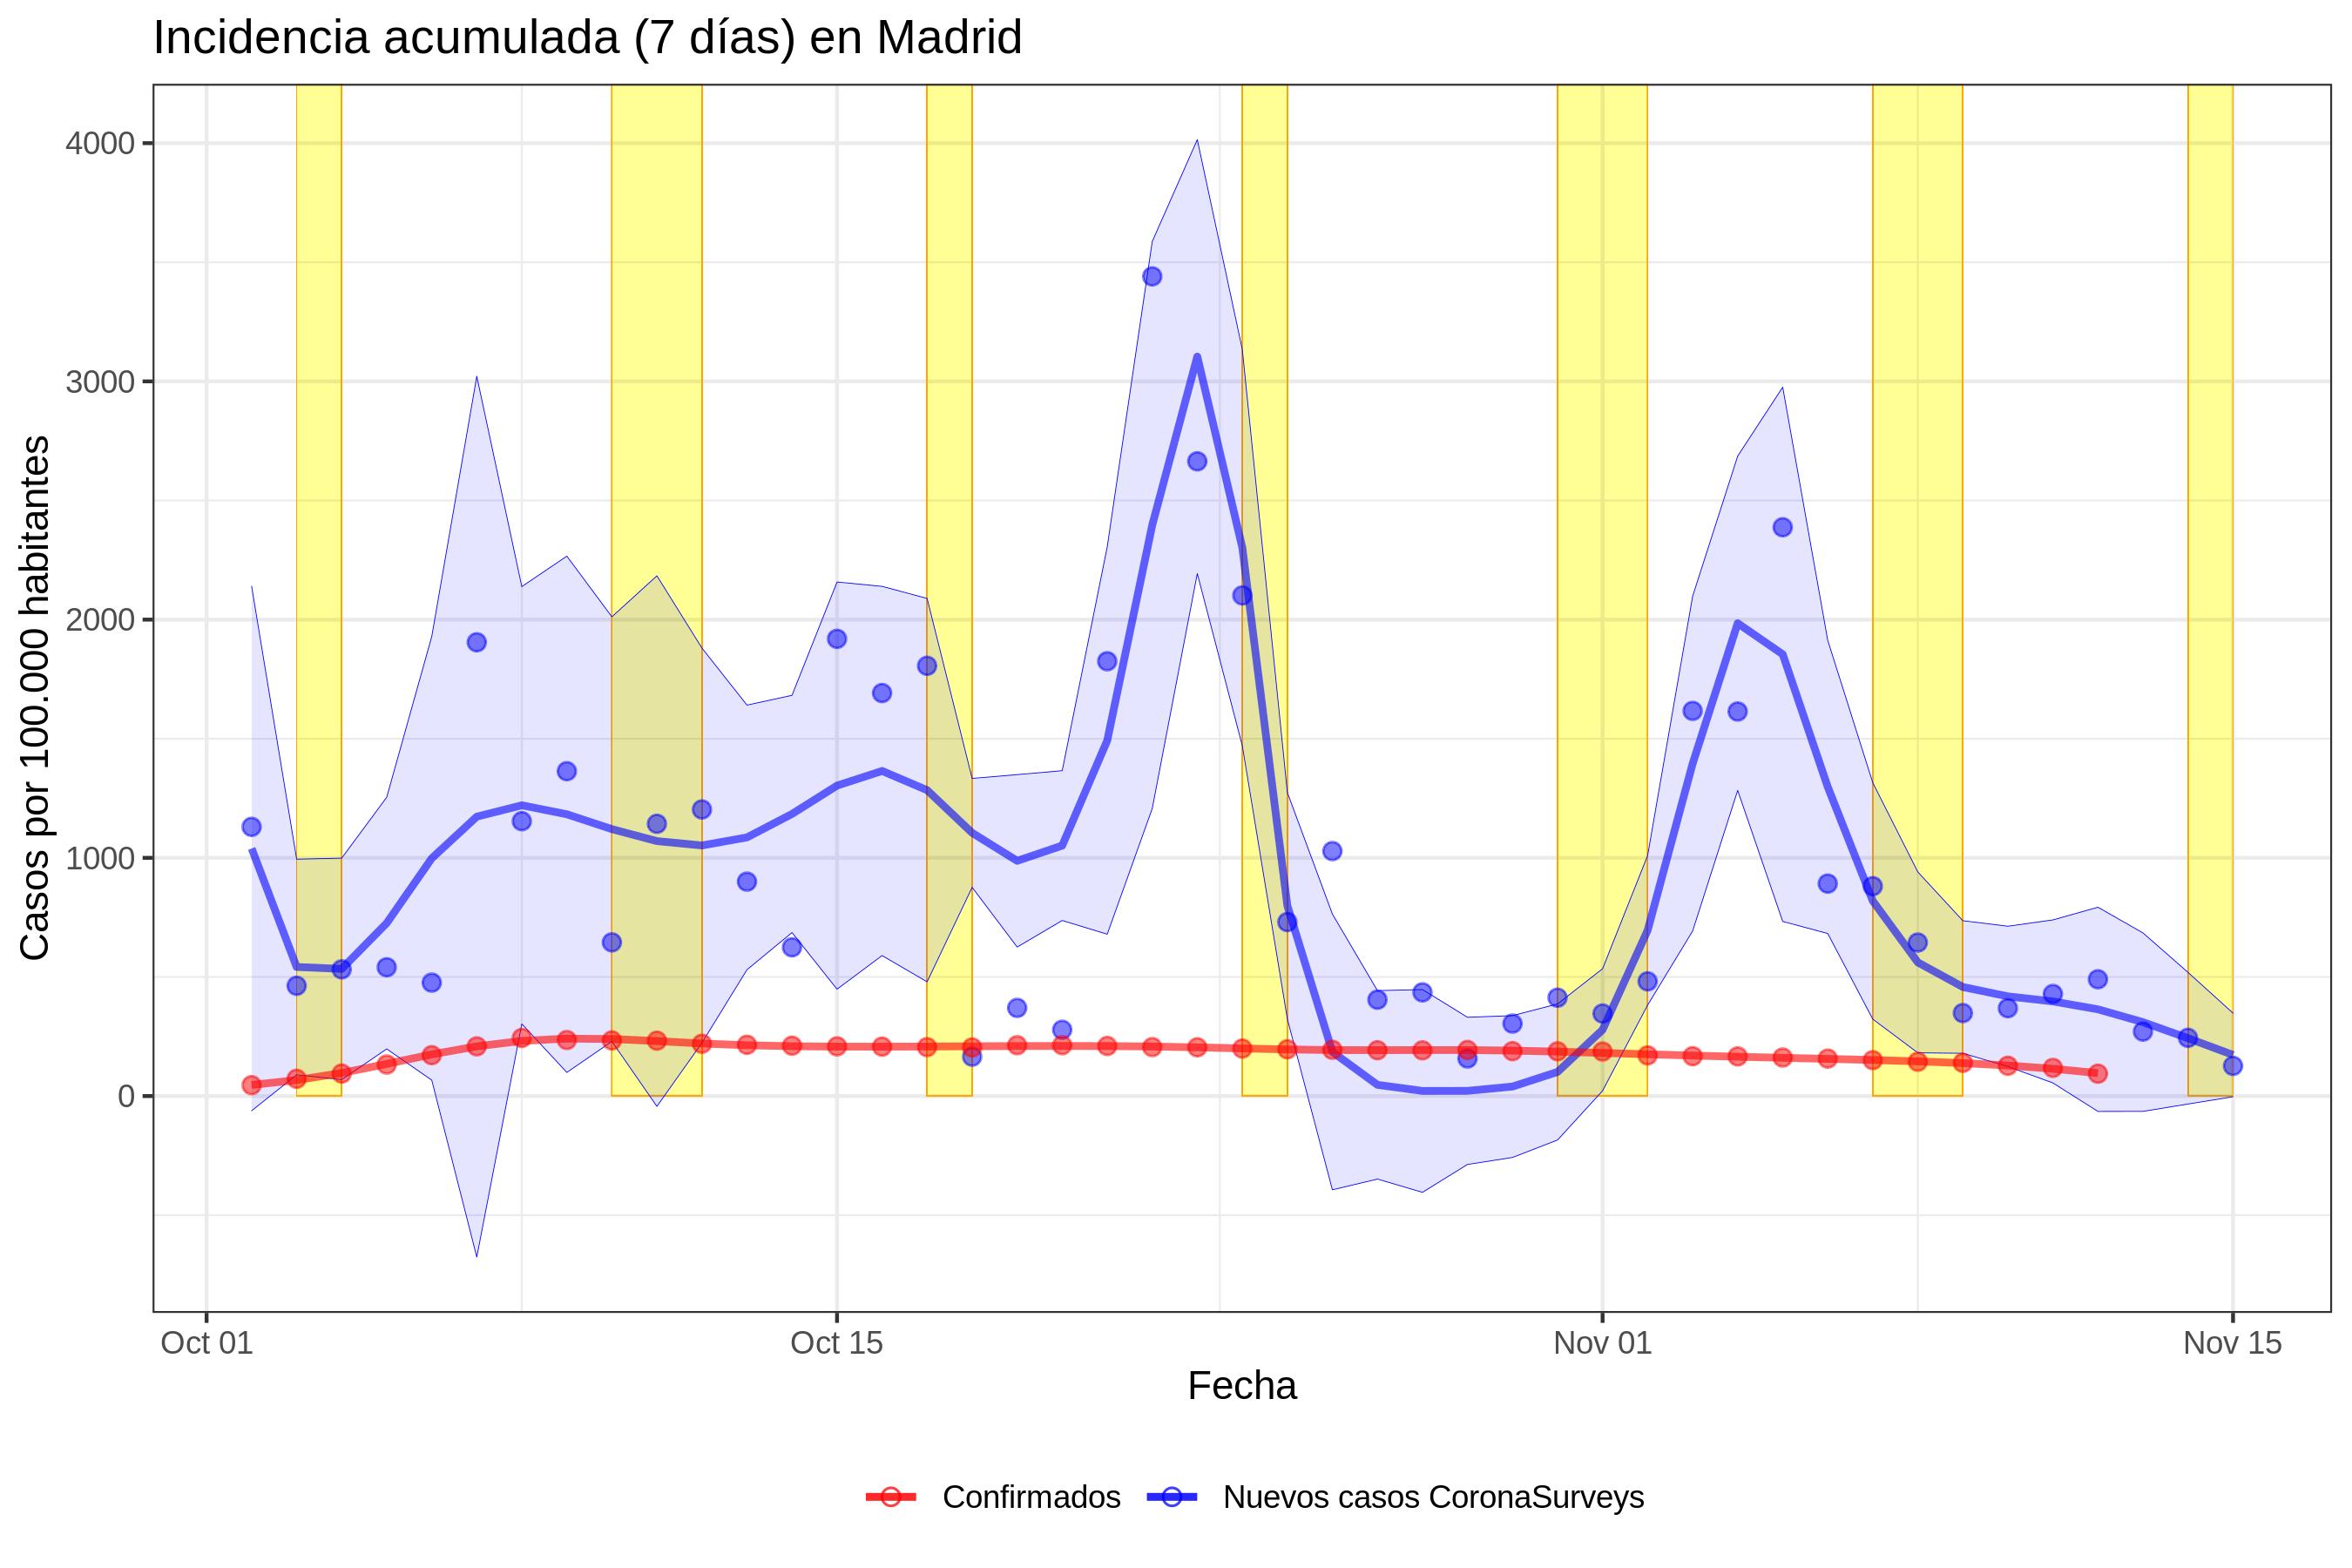 Incidencia acumulada (7 días) en Madrid
Casos por 100.000 habitantes
4000
3000
2000
1000
0
Oct 01
Oct 15
Nov 01
Nov 15
Fecha
Confirmados
Nuevos casos CoronaSurveys